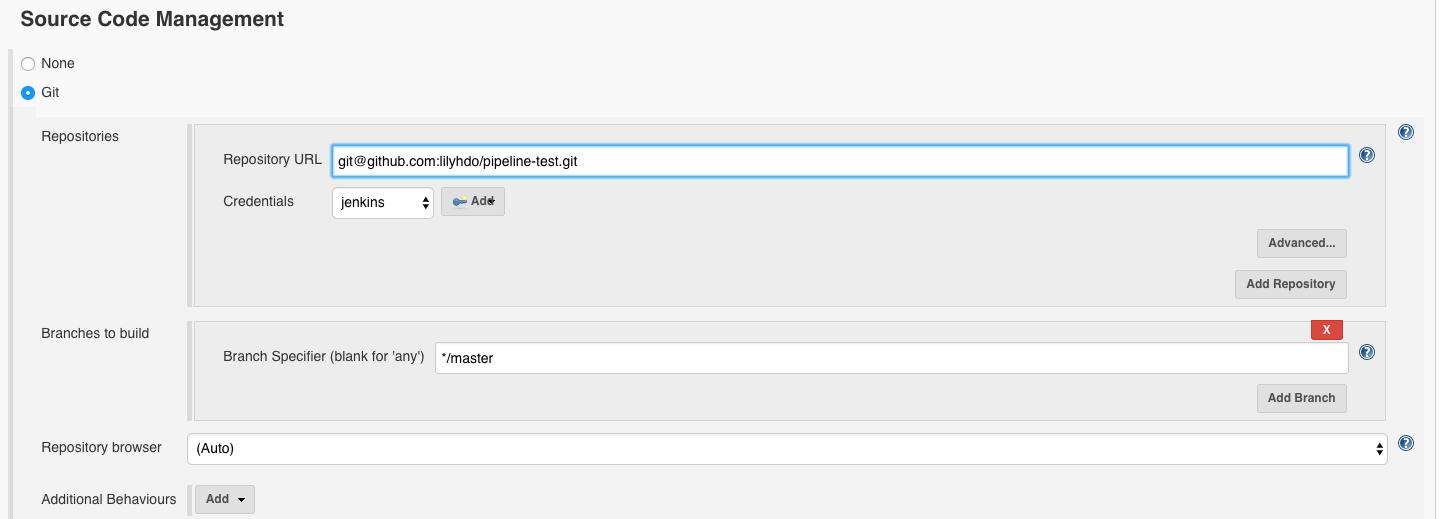 Source Code Management
None
Git
Repositories
?
Repository URL git@github.com:lilyhdo/pipeline-test.git ?
Credentials jenkins Add
Advanced...
Add Repository
Branches to build
X
Branch Specifier (blank for 'any') */master ?
Add Branch
Repository browser (Auto) ?
Additional Behaviours Add